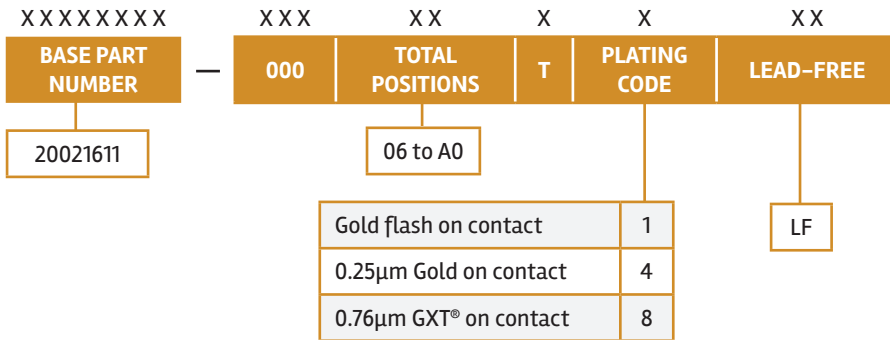 XXXXXXXX XXX XX X X XX
BASE PART NUMBER — 000 TOTAL POSITIONS T PLATING CODE LEAD-FREE
20021611
06 to A0
Gold flash on contact 1
0.25µm Gold on contact 4
0.76µm GXT® on contact 8
LF